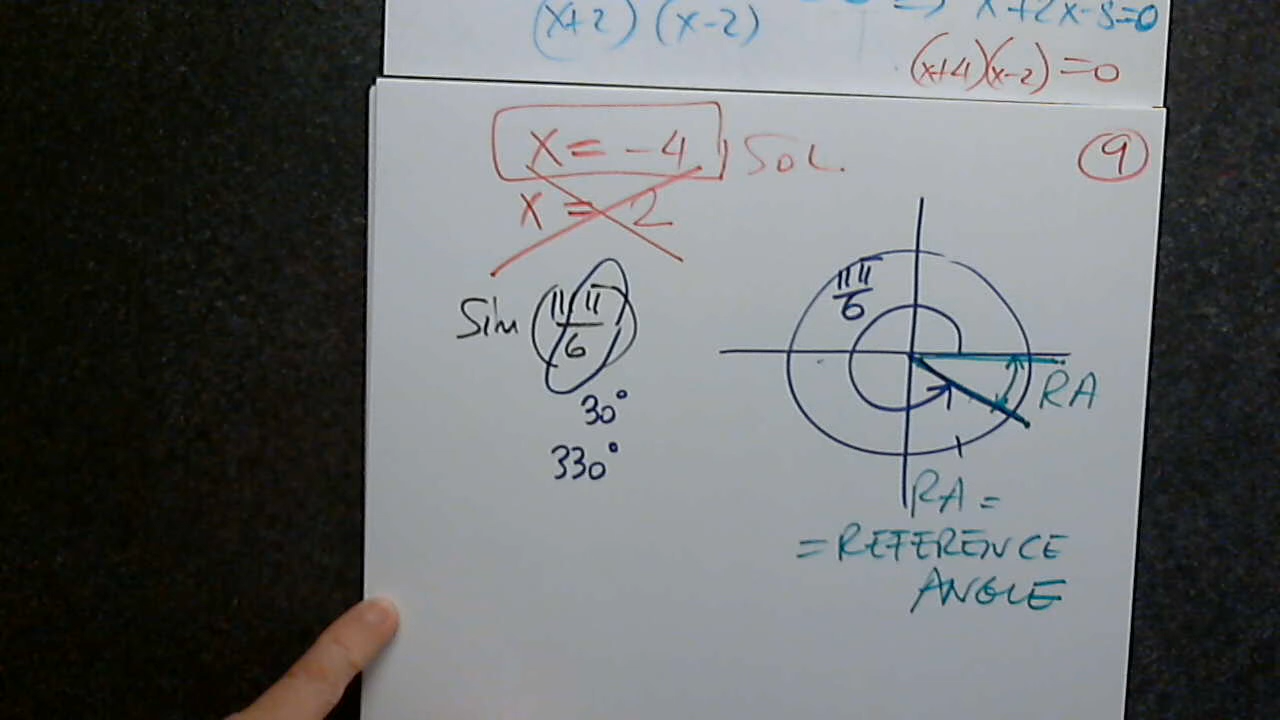 (x+2) (x-2)
⇒ x+2x-8=0
(x+4)(x-2)=0
x = -4, SOL.
9
x = 2
Sin (11π/6)
30°
330°
11π/6
RA
RA =
= REFERENCE
ANGLE